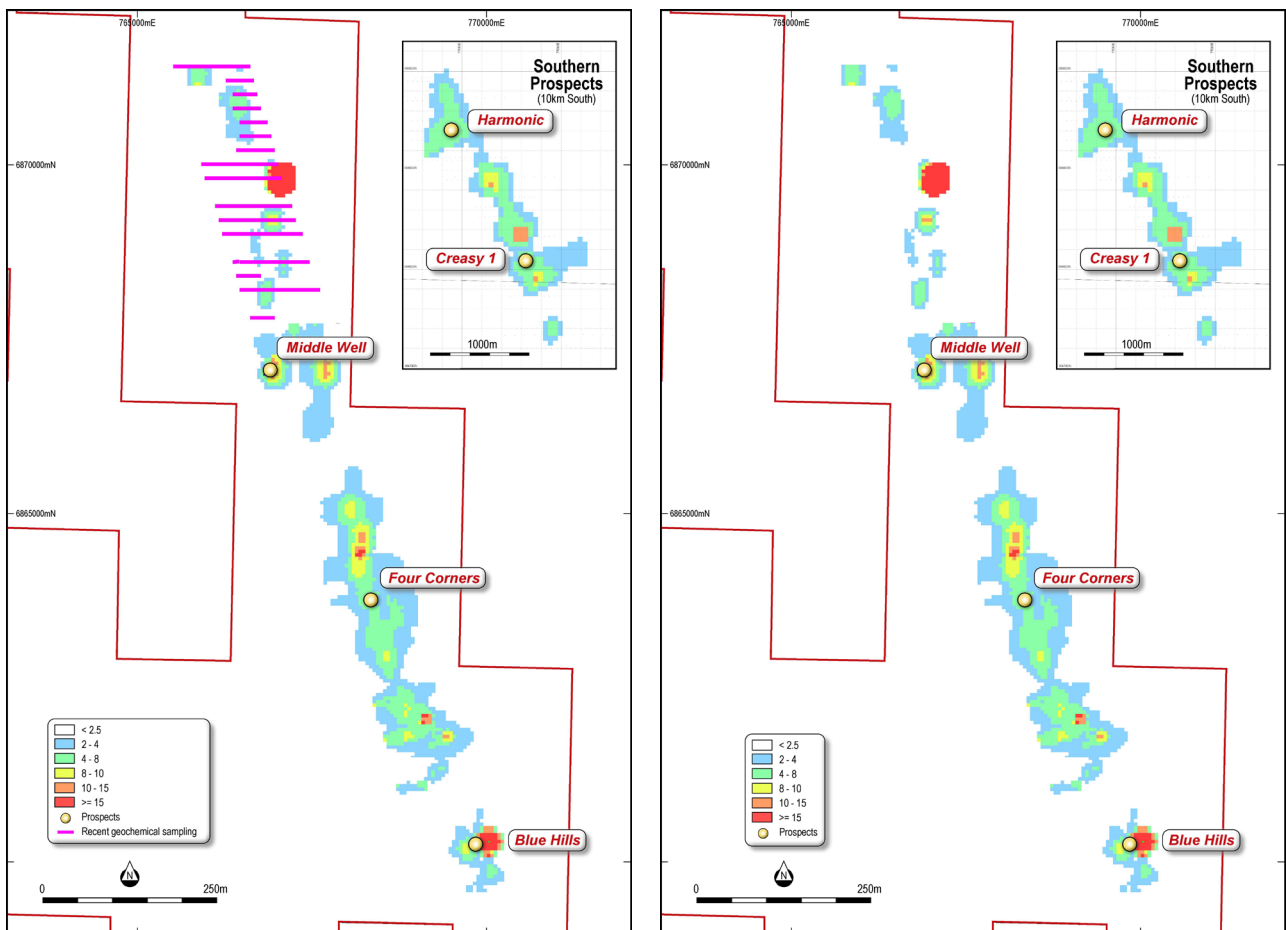 765000mE
770000mE
6870000mN
6865000mN
Southern
Prospects
(10km South)
Harmonic
Creasy 1
1000m
Middle Well
Four Corners
Blue Hills
< 2.5
2 - 4
4 - 8
8 - 10
10 - 15
>= 15
Prospects
Recent geochemical sampling
N
0
250m
765000mE
770000mE
6870000mN
6865000mN
Southern
Prospects
(10km South)
Harmonic
Creasy 1
1000m
Middle Well
Four Corners
Blue Hills
< 2.5
2 - 4
4 - 8
8 - 10
10 - 15
>= 15
Prospects
N
0
250m